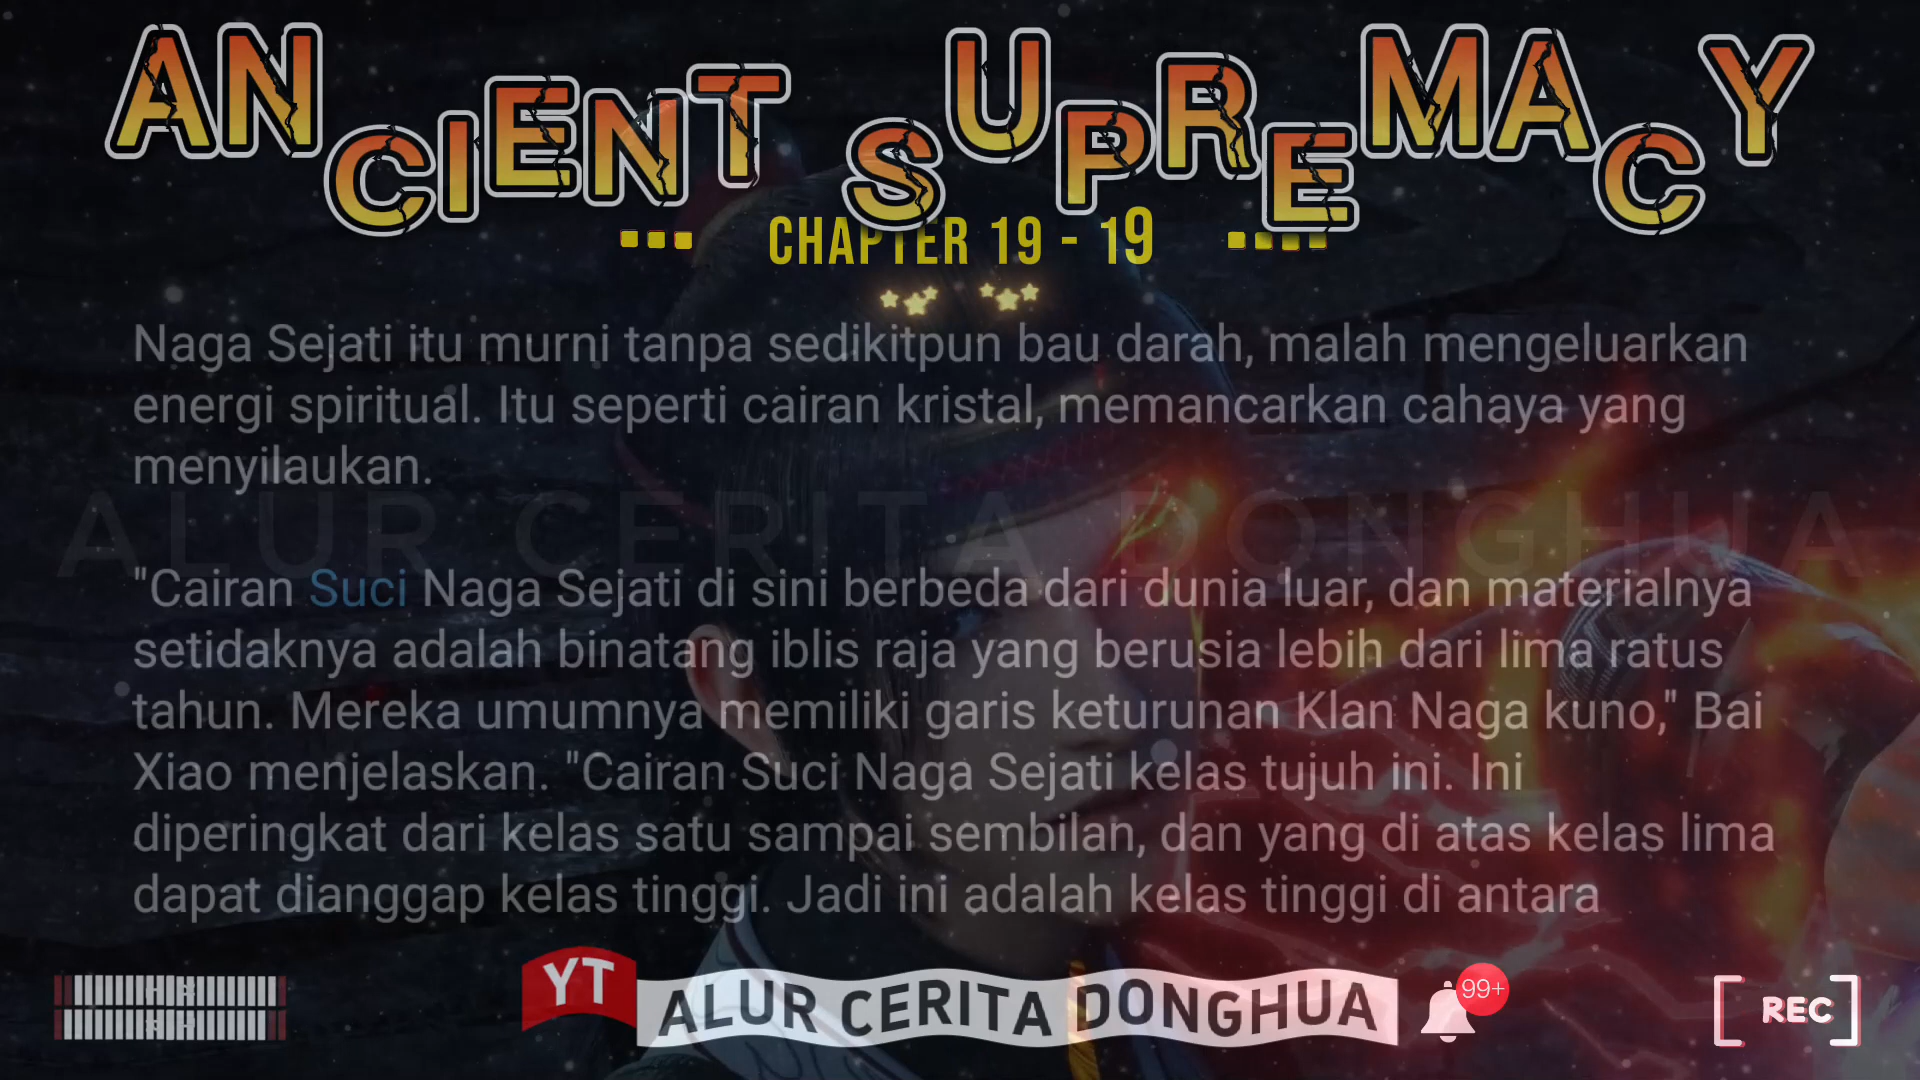 ANCIENT SUPREMACY
CHAPTER 19 - 19
Naga Sejati itu murni tanpa sedikitpun bau darah, malah mengeluarkan
energi spiritual. Itu seperti cairan kristal, memancarkan cahaya yang
menyilaukan.
ALUR CERITA DONGHUA
"Cairan Suci Naga Sejati di sini berbeda dari dunia luar, dan materialnya
setidaknya adalah binatang iblis raja yang berusia lebih dari lima ratus
tahun. Mereka umumnya memiliki garis keturunan Klan Naga kuno," Bai
Xiao menjelaskan. "Cairan Suci Naga Sejati kelas tujuh ini. Ini
diperingkat dari kelas satu sampai sembilan, dan yang di atas kelas lima
dapat dianggap kelas tinggi. Jadi ini adalah kelas tinggi di antara
YT ALUR CERITA DONGHUA 99+
REC